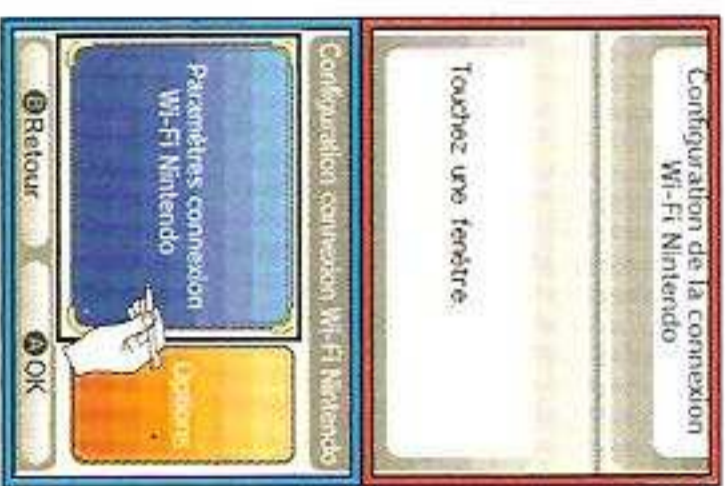 Configuration de la connexion
Wi-Fi Nintendo
Touchez une fenêtre.
Configuration connexion Wi-Fi Nintendo
Paramètres connexion
Wi-Fi Nintendo
Options
B Retour
A OK